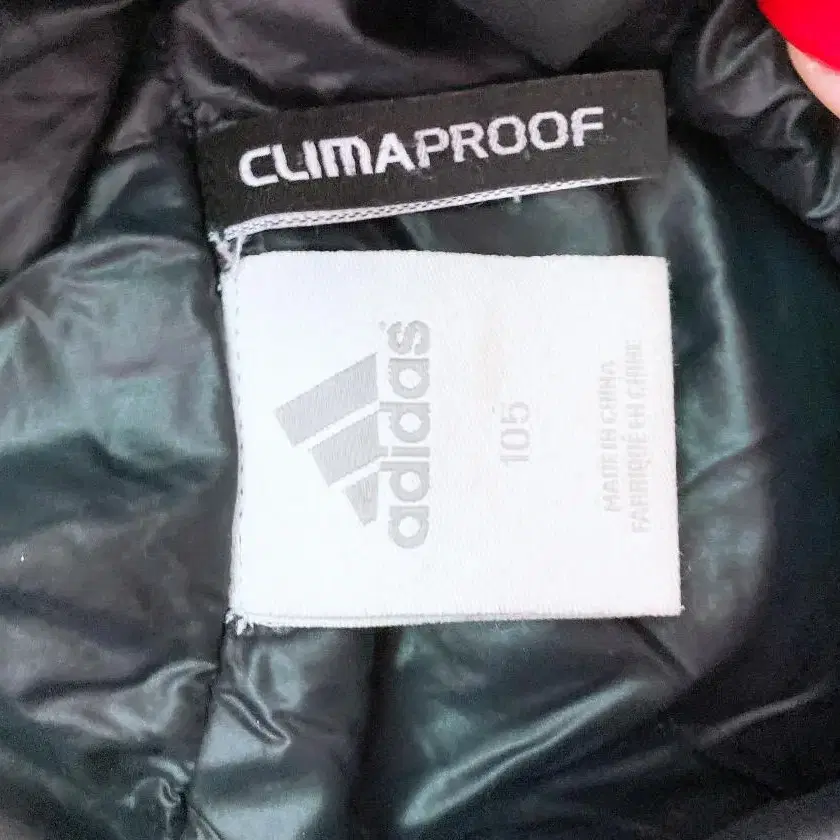 CLIMAPROOF
adidas
105
MADE IN CHINA
FABRIQUÉ EN CHINE